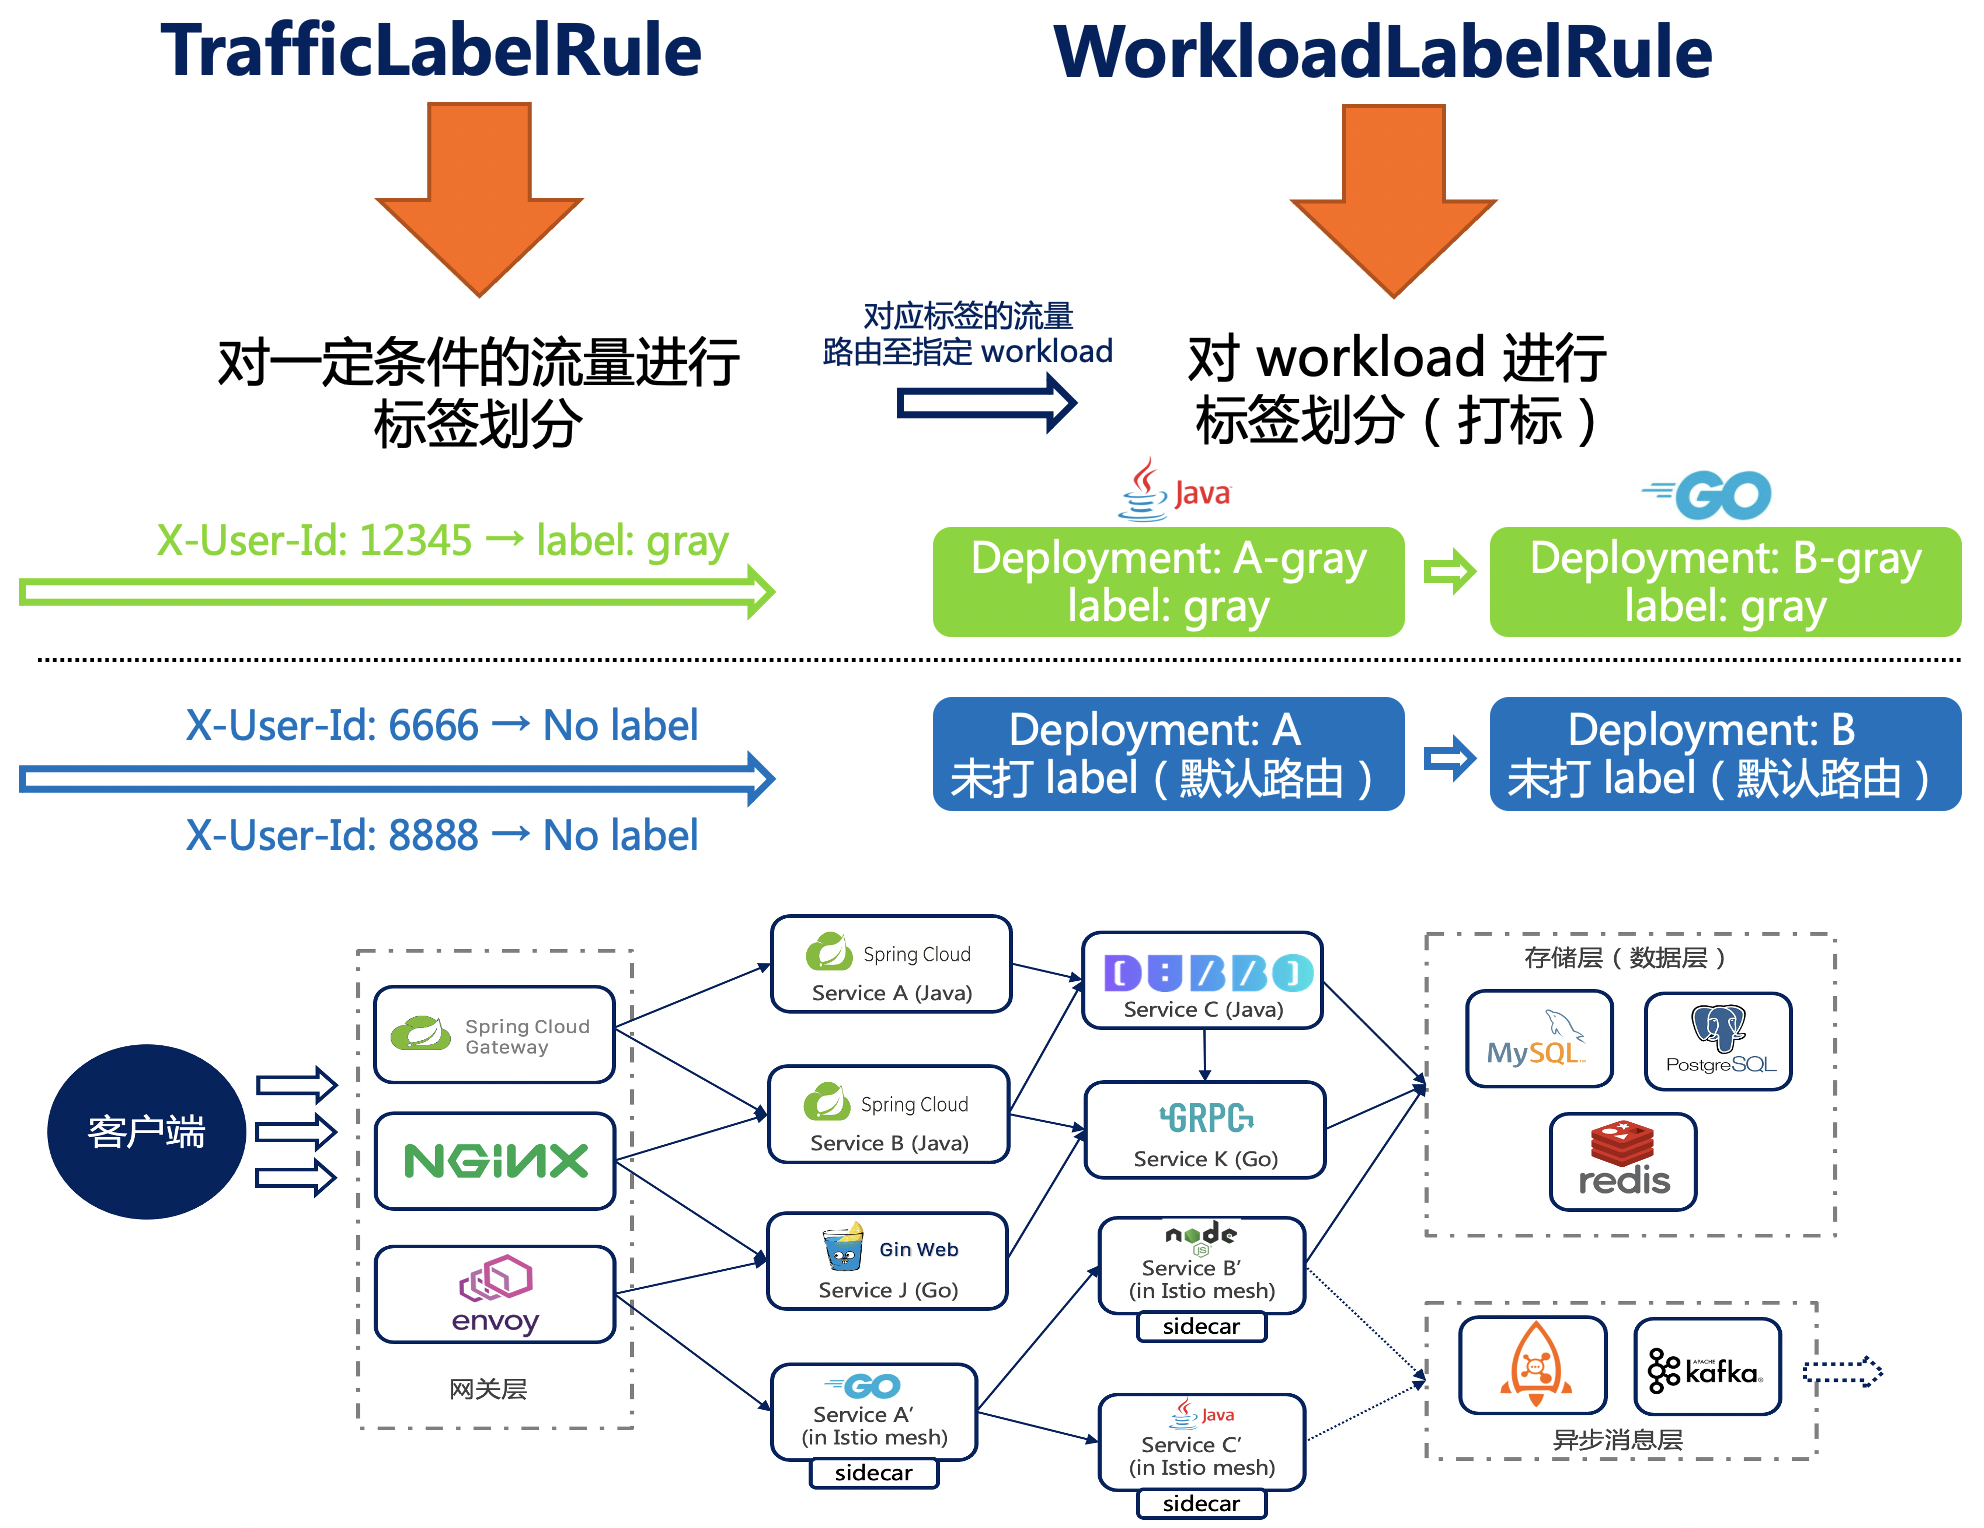 TrafficLabelRule
WorkloadLabelRule
对一定条件的流量进行
标签划分
对应标签的流量
路由至指定 workload
对 workload 进行
标签划分（打标）
Java
GO
X-User-Id: 12345 → label: gray
Deployment: A-gray
label: gray
Deployment: B-gray
label: gray
X-User-Id: 6666 → No label
X-User-Id: 8888 → No label
Deployment: A
未打 label（默认路由）
Deployment: B
未打 label（默认路由）
客户端
Spring Cloud
Gateway
NGINX
envoy
网关层
Spring Cloud
Service A (Java)
Spring Cloud
Service B (Java)
Gin Web
Service J (Go)
GO
Service A’
(in Istio mesh)
sidecar
DUBBO
Service C (Java)
GRPC
Service K (Go)
node
JS
Service B’
(in Istio mesh)
sidecar
Java
Service C’
(in Istio mesh)
sidecar
存储层（数据层）
MySQL
PostgreSQL
redis
APACHE
kafka
异步消息层